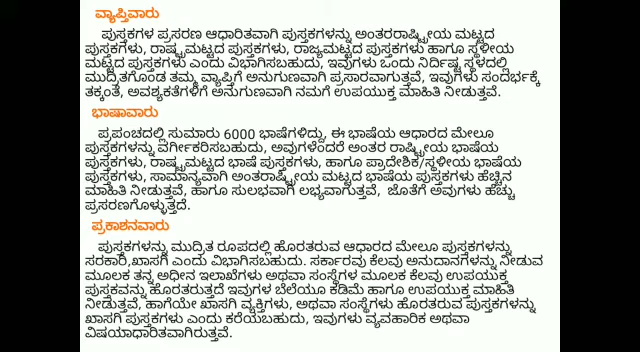 ವ್ಯಾಪ್ತಿವಾರು
ಪುಸ್ತಕಗಳ ಪ್ರಸರಣ ಆಧಾರಿತವಾಗಿ ಪುಸ್ತಕಗಳನ್ನು ಅಂತರರಾಷ್ಟ್ರೀಯ ಮಟ್ಟದ
ಪುಸ್ತಕಗಳು, ರಾಷ್ಟ್ರಮಟ್ಟದ ಪುಸ್ತಕಗಳು, ರಾಜ್ಯಮಟ್ಟದ ಪುಸ್ತಕಗಳು ಹಾಗೂ ಸ್ಥಳೀಯ
ಮಟ್ಟದ ಪುಸ್ತಕಗಳು ಎಂದು ವಿಭಾಗಿಸಬಹುದು, ಇವುಗಳು ಒಂದು ನಿರ್ದಿಷ್ಟ ಸ್ಥಳದಲ್ಲಿ
ಮುದ್ರಿತಗೊಂಡ ತಮ್ಮ ವ್ಯಾಪ್ತಿಗೆ ಅನುಗುಣವಾಗಿ ಪ್ರಸಾರವಾಗುತ್ತವೆ, ಇವುಗಳು ಸಂದರ್ಭಕ್ಕೆ
ತಕ್ಕಂತೆ, ಅವಶ್ಯಕತೆಗಳಿಗೆ ಅನುಗುಣವಾಗಿ ನಮಗೆ ಉಪಯುಕ್ತ ಮಾಹಿತಿ ನೀಡುತ್ತವೆ.
ಭಾಷಾವಾರು
ಪ್ರಪಂಚದಲ್ಲಿ ಸುಮಾರು 6000 ಭಾಷೆಗಳಿದ್ದು, ಈ ಭಾಷೆಯ ಆಧಾರದ ಮೇಲೂ
ಪುಸ್ತಕಗಳನ್ನು ವರ್ಗೀಕರಿಸಬಹುದು, ಅವುಗಳೆಂದರೆ ಅಂತರ ರಾಷ್ಟ್ರೀಯ ಭಾಷೆಯ
ಪುಸ್ತಕಗಳು, ರಾಷ್ಟ್ರಮಟ್ಟದ ಭಾಷೆ ಪುಸ್ತಕಗಳು, ಹಾಗೂ ಪ್ರಾದೇಶಿಕ/ಸ್ಥಳೀಯ ಭಾಷೆಯ
ಪುಸ್ತಕಗಳು, ಸಾಮಾನ್ಯವಾಗಿ ಅಂತರಾಷ್ಟ್ರೀಯ ಮಟ್ಟದ ಭಾಷೆಯ ಪುಸ್ತಕಗಳು ಹೆಚ್ಚಿನ
ಮಾಹಿತಿ ನೀಡುತ್ತವೆ, ಹಾಗೂ ಸುಲಭವಾಗಿ ಲಭ್ಯವಾಗುತ್ತವೆ, ಜೊತೆಗೆ ಅವುಗಳು ಹೆಚ್ಚು
ಪ್ರಸರಣಗೊಳ್ಳುತ್ತದೆ.
ಪ್ರಕಾಶನವಾರು
ಪುಸ್ತಕಗಳನ್ನು ಮುದ್ರಿತ ರೂಪದಲ್ಲಿ ಹೊರತರುವ ಆಧಾರದ ಮೇಲೂ ಪುಸ್ತಕಗಳನ್ನು
ಸರಕಾರಿ,ಖಾಸಗಿ ಎಂದು ವಿಭಾಗಿಸಬಹುದು. ಸರ್ಕಾರವು ಕೆಲವು ಅನುದಾನಗಳನ್ನು ನೀಡುವ
ಮೂಲಕ ತನ್ನ ಅಧೀನ ಇಲಾಖೆಗಳು ಅಥವಾ ಸಂಸ್ಥೆಗಳ ಮೂಲಕ ಕೆಲವು ಉಪಯುಕ್ತ
ಪುಸ್ತಕವನ್ನು ಹೊರತರುತ್ತದೆ ಇವುಗಳ ಬೆಲೆಯೂ ಕಡಿಮೆ ಹಾಗೂ ಉಪಯುಕ್ತ ಮಾಹಿತಿ
ನೀಡುತ್ತವೆ, ಹಾಗೆಯೇ ಖಾಸಗಿ ವ್ಯಕ್ತಿಗಳು, ಅಥವಾ ಸಂಸ್ಥೆಗಳು ಹೊರತರುವ ಪುಸ್ತಕಗಳನ್ನು
ಖಾಸಗಿ ಪುಸ್ತಕಗಳು ಎಂದು ಕರೆಯಬಹುದು, ಇವುಗಳು ವ್ಯವಹಾರಿಕ ಅಥವಾ
ವಿಷಯಾಧಾರಿತವಾಗಿರುತ್ತವೆ.